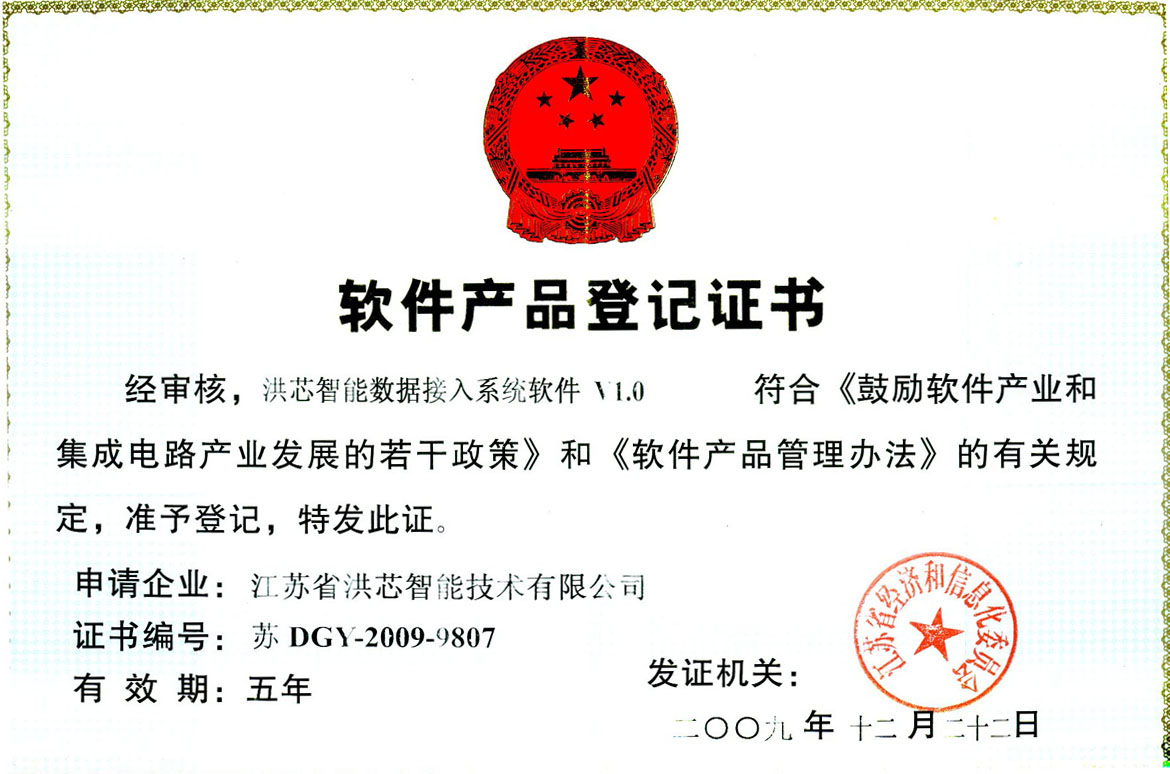 软件产品登记证书
经审核，洪芯智能数据接入系统软件 V1.0 符合《鼓励软件产业和
集成电路产业发展的若干政策》和《软件产品管理办法》的有关规
定，准予登记，特发此证。
申请企业：江苏省洪芯智能技术有限公司
证书编号：苏 DGY-2009-9807
有 效 期：五年
发证机关：
江苏省经济和信息化委员会
二〇〇九 年 十二 月 二十二 日